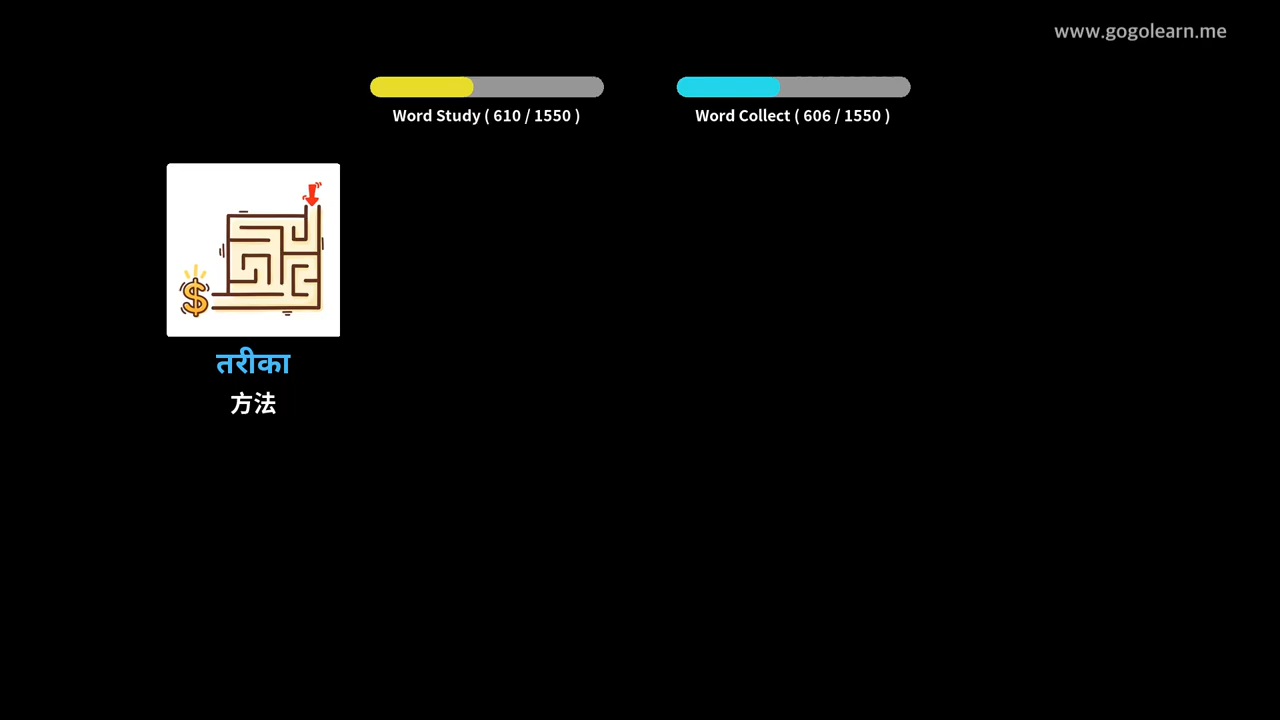 www.gogolearn.me
Word Study ( 610 / 1550 )
Word Collect ( 606 / 1550 )
$
तरीका
方法